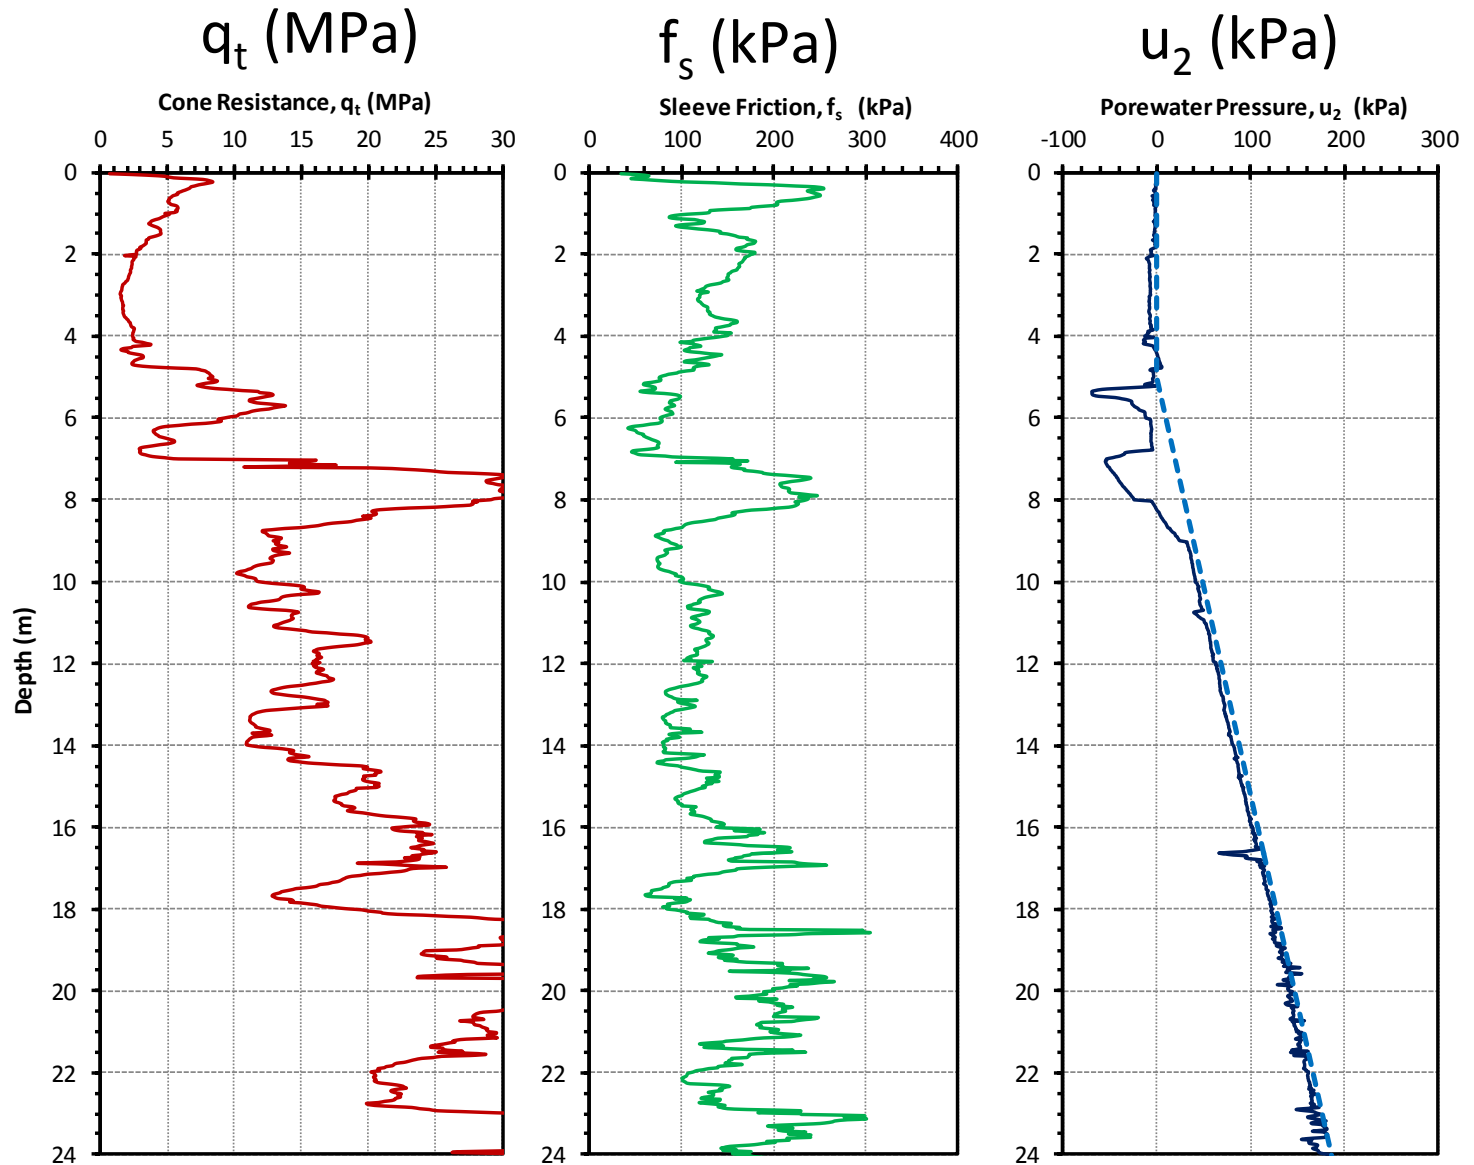 qt (MPa) fs (kPa) u2 (kPa)
Cone Resistance, qt (MPa) Sleeve Friction, fs (kPa) Porewater Pressure, u2 (kPa)
0 5 10 15 20 25 30 0 100 200 300 400 -100 0 100 200 300
0 0 0
2 2 2
4 4 4
6 6 6
8 8 8
10 10 10
12 12 12
Depth (m)
14 14 14
16 16 16
18 18 18
20 20 20
22 22 22
24 24 24